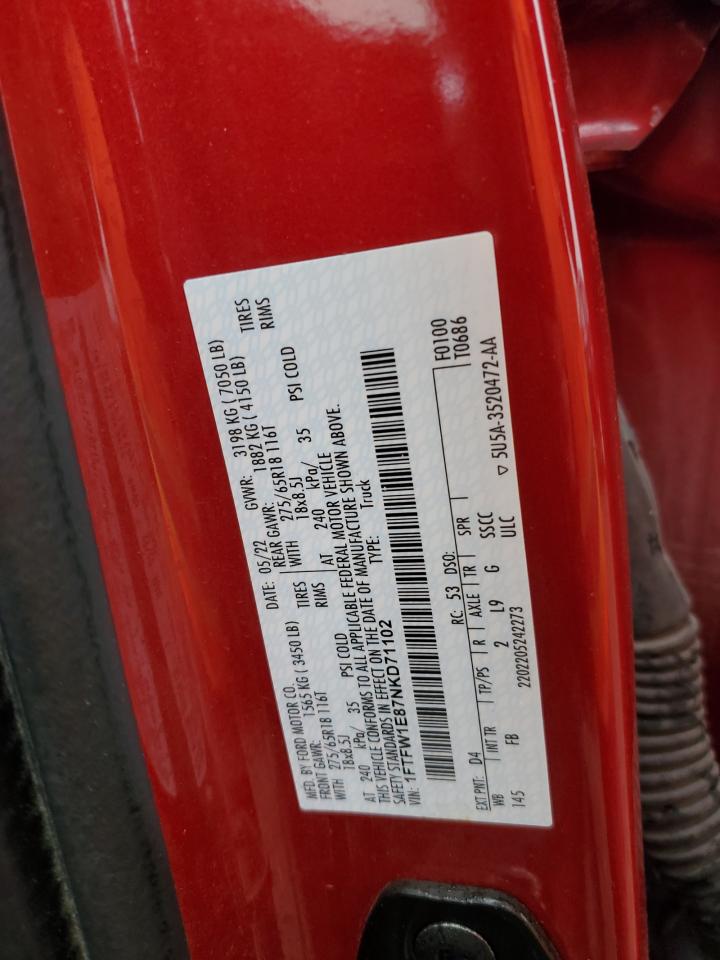 MFD. BY FORD MOTOR CO.
DATE: 05/22 GVWR: 3198 KG ( 7050 LB)
FRONT GAWR: 1565 KG ( 3450 LB) REAR GAWR: 1882 KG ( 4150 LB)
WITH 275/65R18 116T TIRES WITH 275/65R18 116T TIRES
18x8.5J RIMS 18x8.5J RIMS
AT 240 kPa/ 35 PSI COLD AT 240 kPa/ 35 PSI COLD
THIS VEHICLE CONFORMS TO ALL APPLICABLE FEDERAL MOTOR VEHICLE
SAFETY STANDARDS IN EFFECT ON THE DATE OF MANUFACTURE SHOWN ABOVE.
VIN: 1FTFW1E87NKD71102 TYPE: Truck
F0100
T0686
EXT PNT: D4 RC: 53 DSO:
WB INT TR TP/PS R AXLE TR SPR
145 FB 2 L9 G SSCC
2202205242273 ULC ▽ 5U5A-3520472-AA